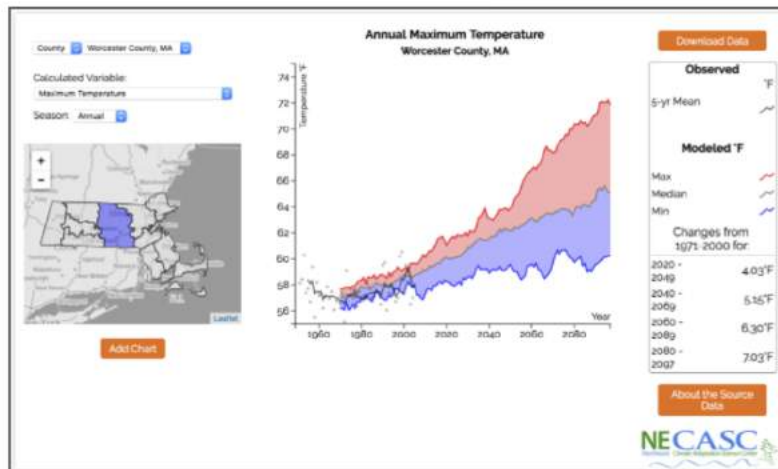 County Worcester County, MA
Calculated Variable:
Maximum Temperature
Season: Annual
+
-
Leaflet
Add Chart
Annual Maximum Temperature
Worcester County, MA
Temperature °F
74
72
70
68
66
64
62
60
58
56
Year
1960 1980 2000 2020 2040 2060 2080
Download Data
Observed
°F
5-yr Mean
Modeled °F
Max
Median
Min
Changes from
1971-2000 for:
2020 -
2049
4.03°F
2040 -
2069
5.15°F
2060 -
2089
6.30°F
2080 -
2097
7.03°F
About the Source
Data
NECASC